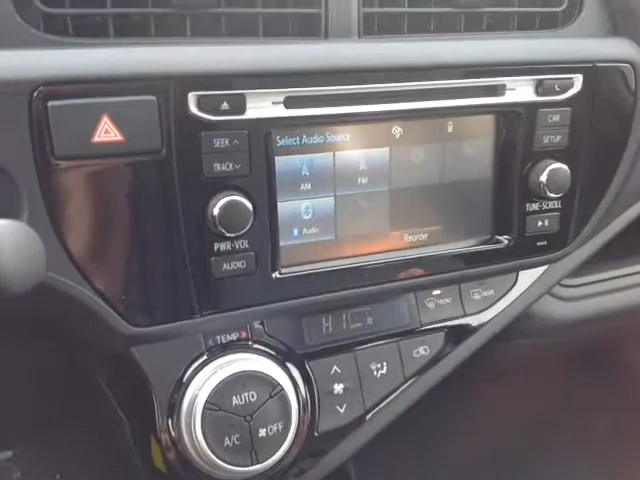 SEEK
TRACK
PWR•VOL
AUDIO
Select Audio Source
AM
FM
Audio
Reorder
CAR
SETUP
TUNE•SCROLL
TEMP
HI
FRONT
REAR
AUTO
A/C
OFF